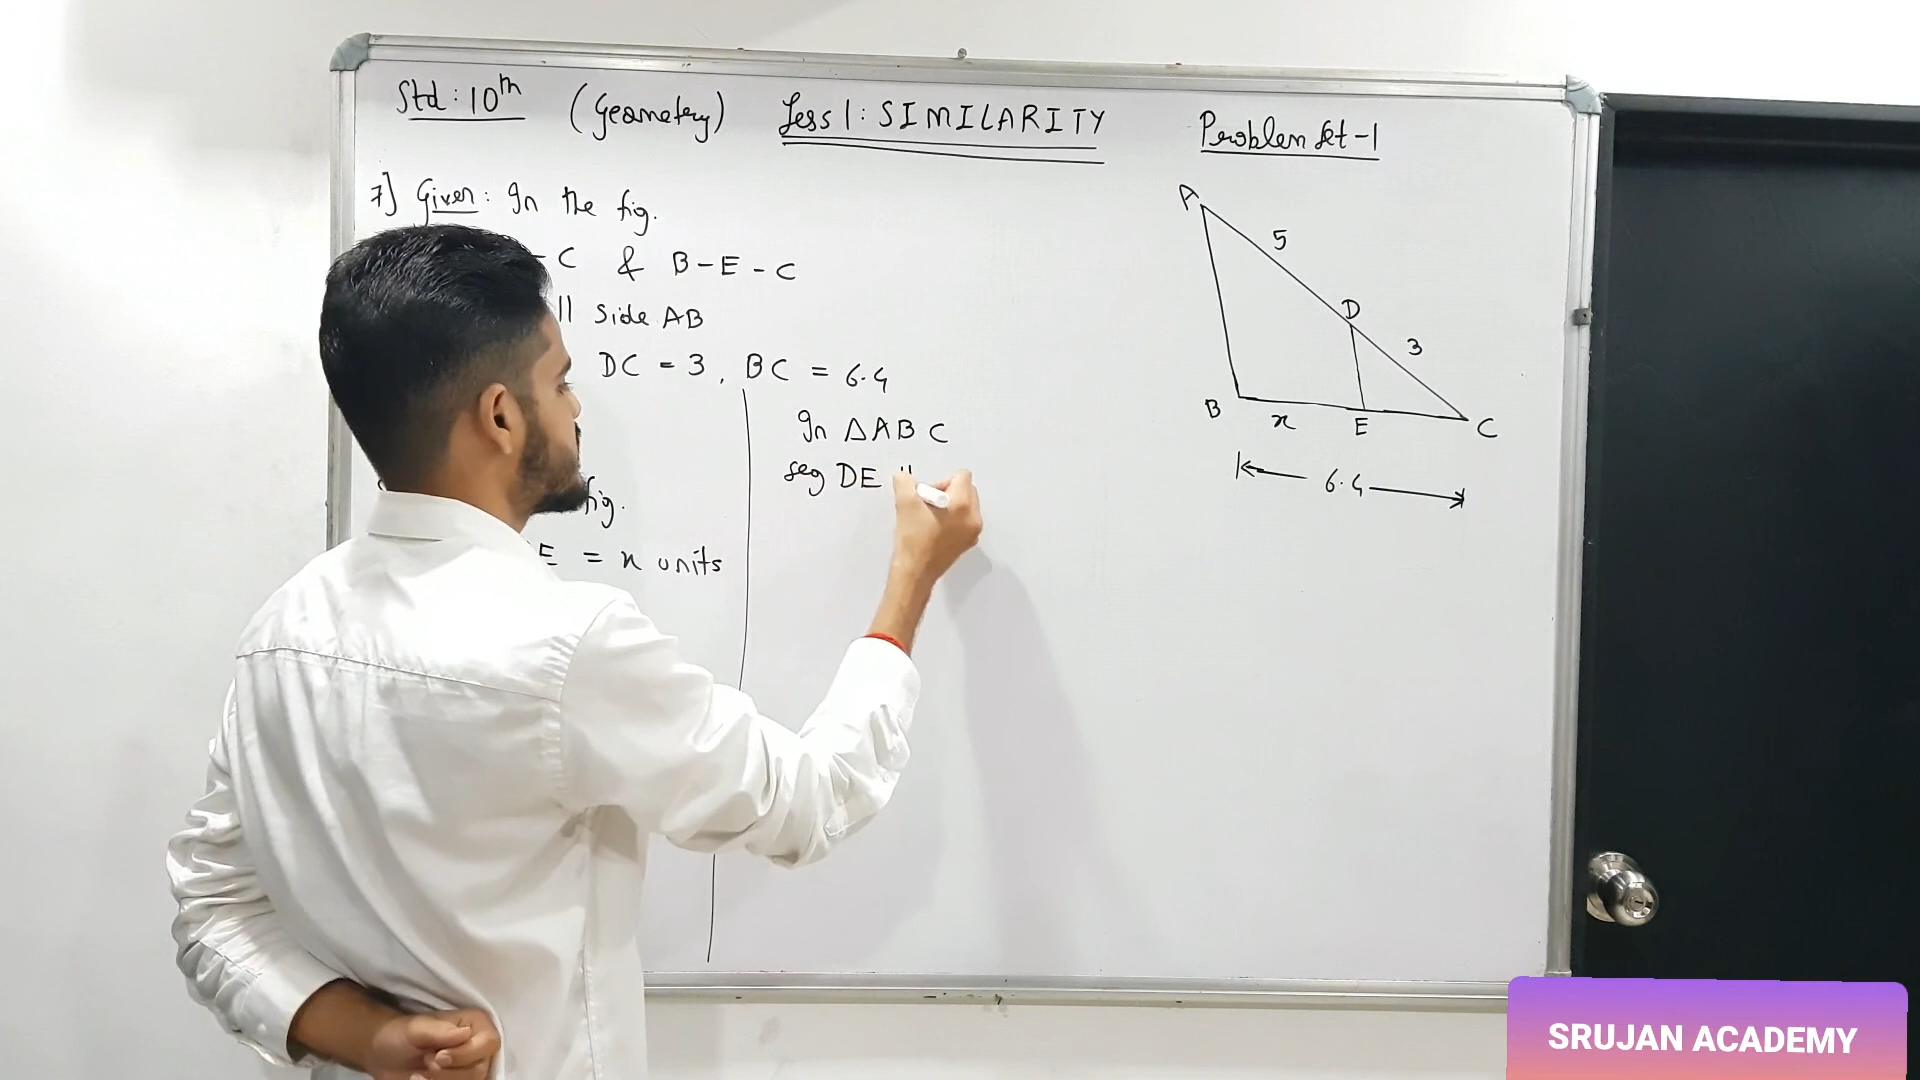 Std: 10th (Geometry) Less 1: SIMILARITY Problem Set-1
7] Given: In the fig.
-C & B-E-C
|| side AB
DC = 3, BC = 6.4
fig.
E = x units
In △ABC
seg DE ||
A
5
D
3
B x E C
6.4
SRUJAN ACADEMY